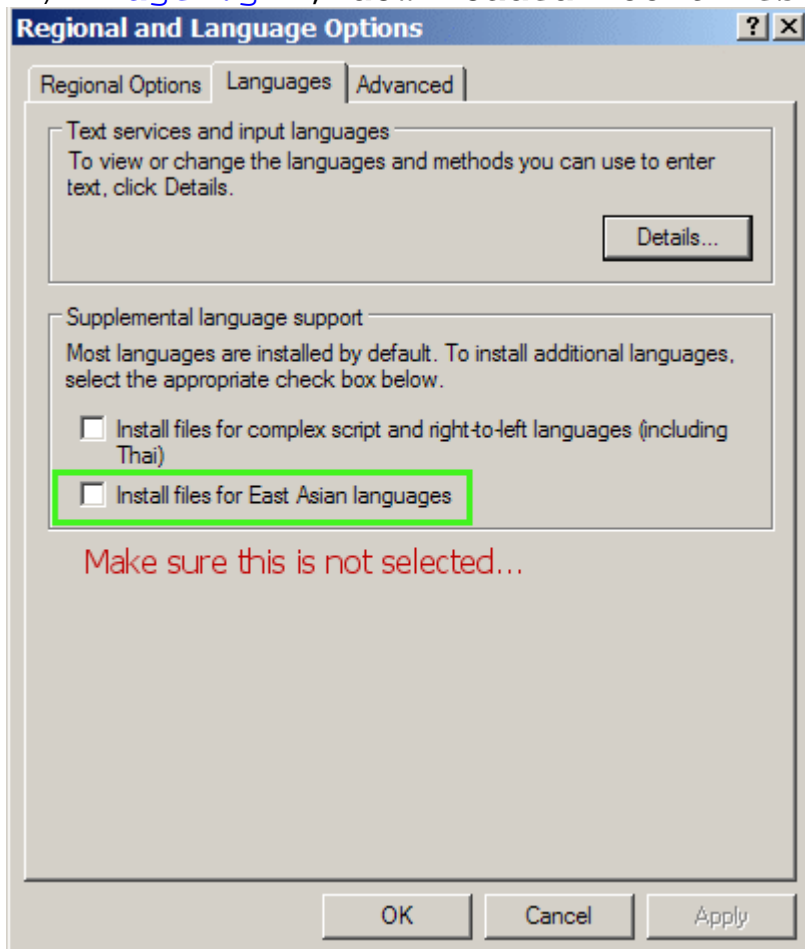 Regional and Language Options
Regional Options Languages Advanced
Text services and input languages
To view or change the languages and methods you can use to enter
text, click Details.
Details...
Supplemental language support
Most languages are installed by default. To install additional languages,
select the appropriate check box below.
Install files for complex script and right-to-left languages (including
Thai)
Install files for East Asian languages
Make sure this is not selected...
OK Cancel Apply